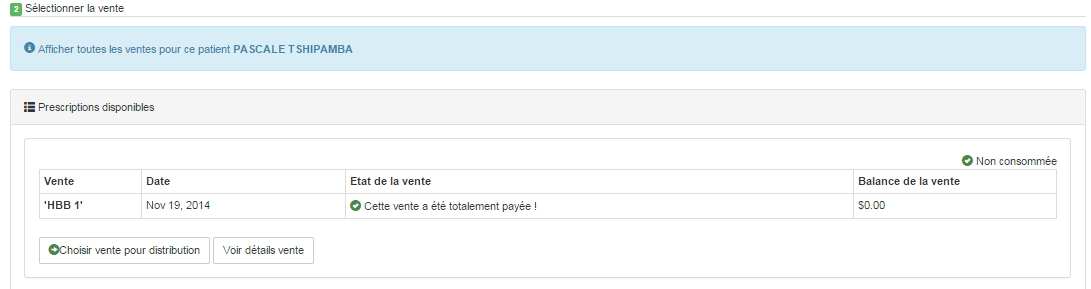 2 Sélectionner la vente
Afficher toutes les ventes pour ce patient PASCALE TSHIPAMBA
Prescriptions disponibles
Non consommée
Vente Date Etat de la vente Balance de la vente
'HBB 1' Nov 19, 2014 Cette vente a été totalement payée ! $0.00
Choisir vente pour distribution Voir détails vente